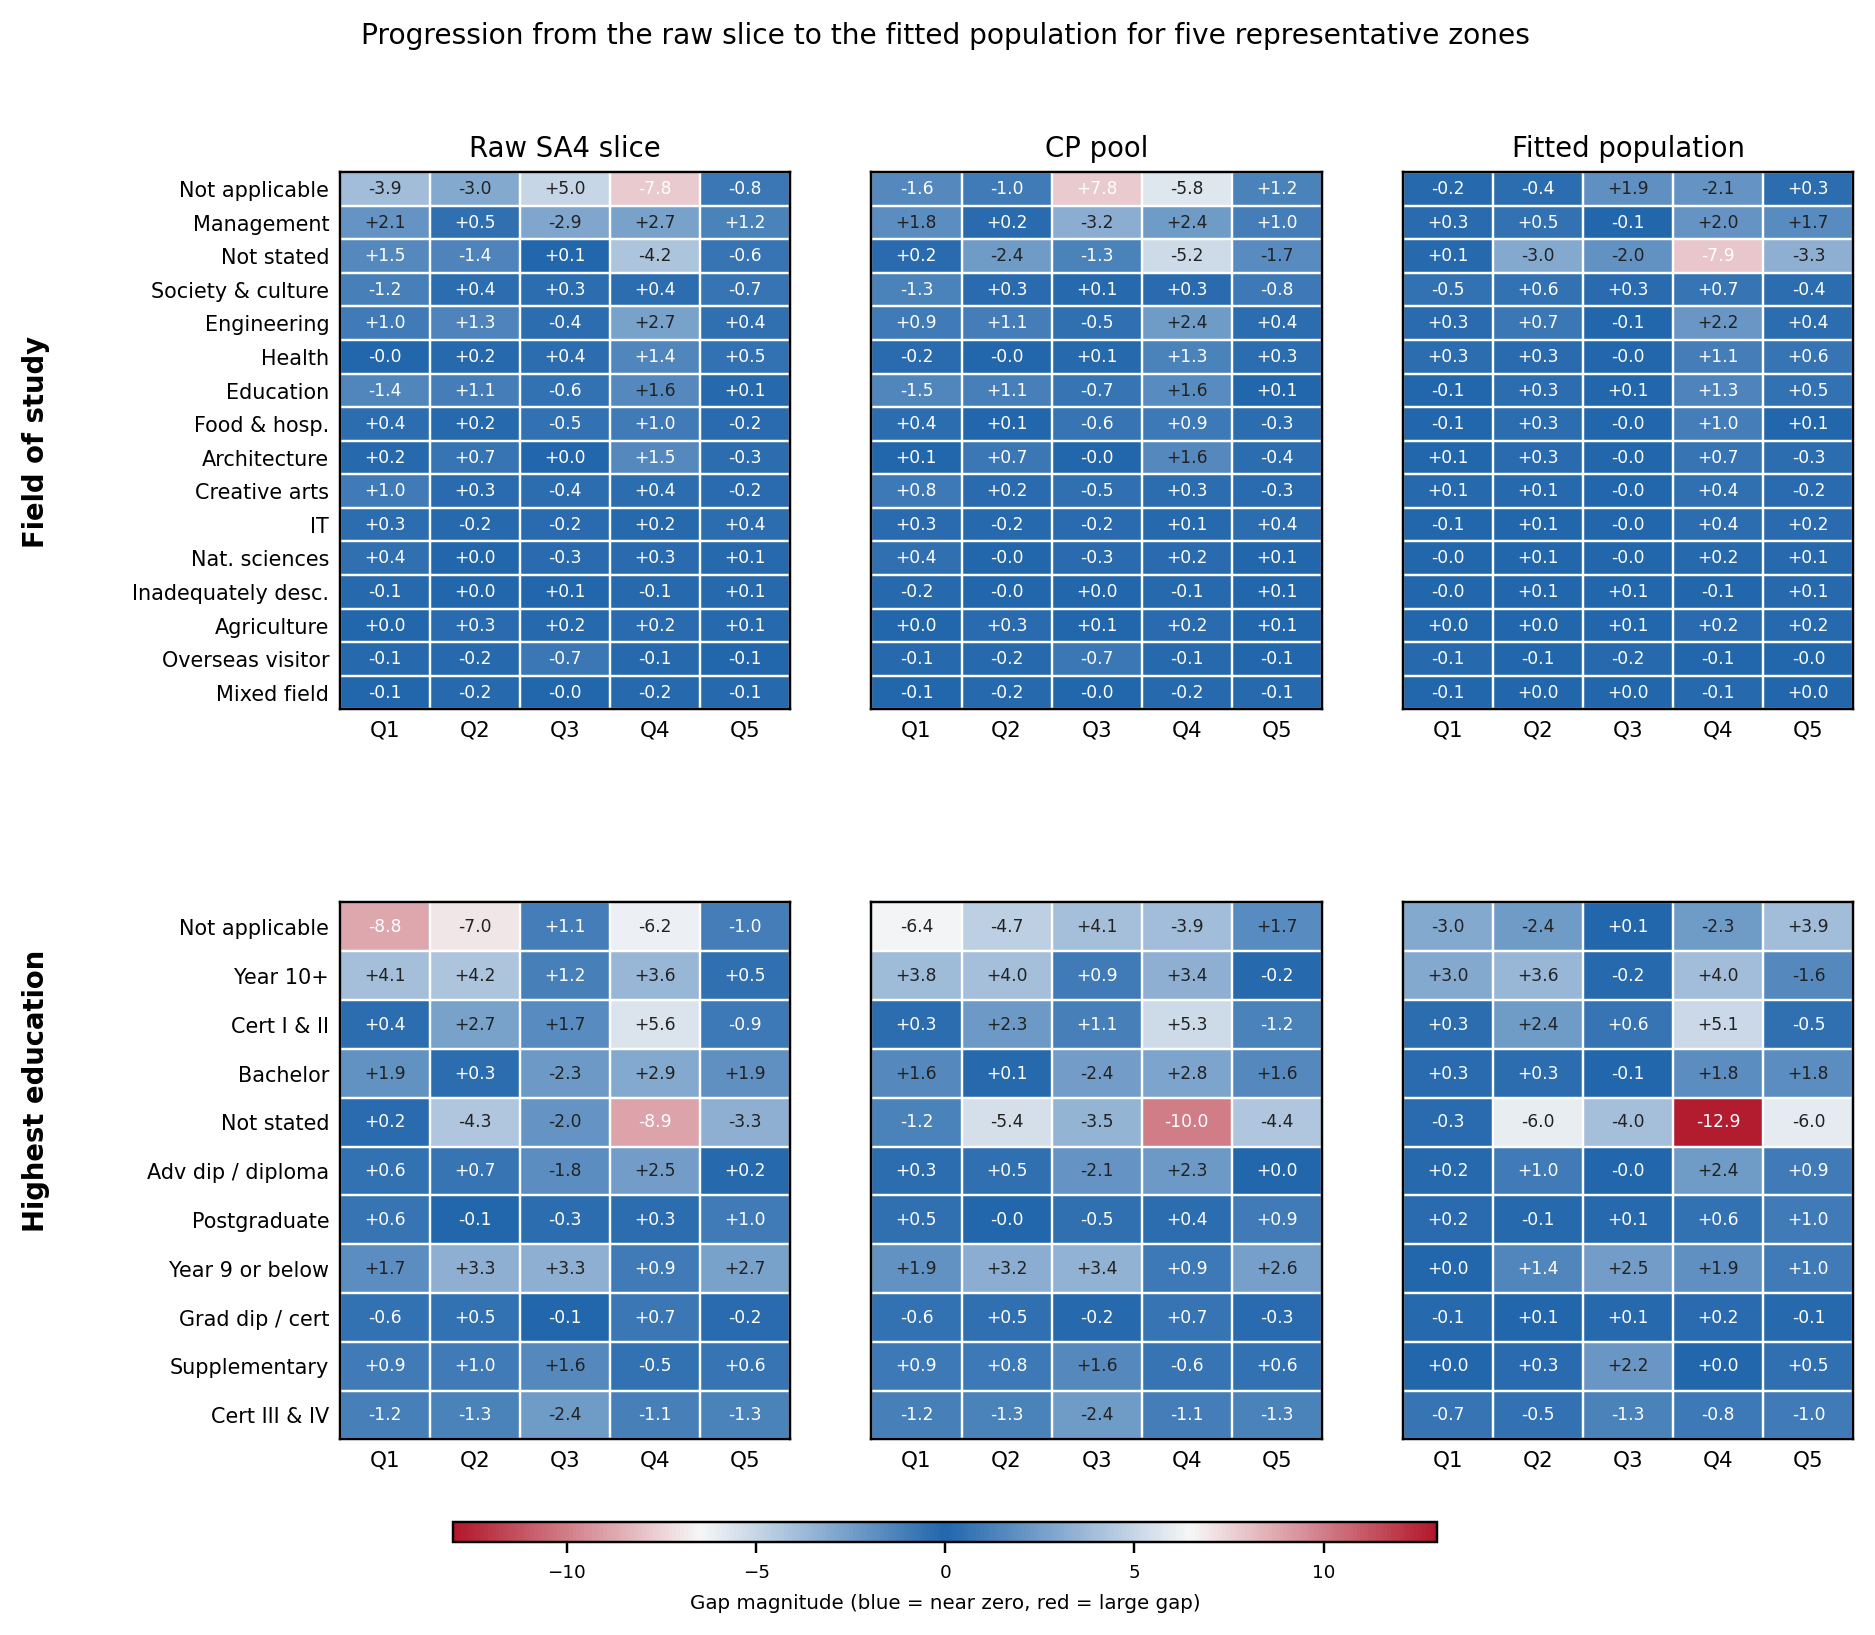 Progression from the raw slice to the fitted population for five representative zones
Raw SA4 slice CP pool Fitted population
Field of study
Not applicable -3.9 -3.0 +5.0 -7.8 -0.8 -1.6 -1.0 +7.8 -5.8 +1.2 -0.2 -0.4 +1.9 -2.1 +0.3
Management +2.1 +0.5 -2.9 +2.7 +1.2 +1.8 +0.2 -3.2 +2.4 +1.0 +0.3 +0.5 -0.1 +2.0 +1.7
Not stated +1.5 -1.4 +0.1 -4.2 -0.6 +0.2 -2.4 -1.3 -5.2 -1.7 +0.1 -3.0 -2.0 -7.9 -3.3
Society & culture -1.2 +0.4 +0.3 +0.4 -0.7 -1.3 +0.3 +0.1 +0.3 -0.8 -0.5 +0.6 +0.3 +0.7 -0.4
Engineering +1.0 +1.3 -0.4 +2.7 +0.4 +0.9 +1.1 -0.5 +2.4 +0.4 +0.3 +0.7 -0.1 +2.2 +0.4
Health -0.0 +0.2 +0.4 +1.4 +0.5 -0.2 -0.0 +0.1 +1.3 +0.3 +0.3 +0.3 -0.0 +1.1 +0.6
Education -1.4 +1.1 -0.6 +1.6 +0.1 -1.5 +1.1 -0.7 +1.6 +0.1 -0.1 +0.3 +0.1 +1.3 +0.5
Food & hosp. +0.4 +0.2 -0.5 +1.0 -0.2 +0.4 +0.1 -0.6 +0.9 -0.3 -0.1 +0.3 -0.0 +1.0 +0.1
Architecture +0.2 +0.7 +0.0 +1.5 -0.3 +0.1 +0.7 -0.0 +1.6 -0.4 +0.1 +0.3 -0.0 +0.7 -0.3
Creative arts +1.0 +0.3 -0.4 +0.4 -0.2 +0.8 +0.2 -0.5 +0.3 -0.3 +0.1 +0.1 -0.0 +0.4 -0.2
IT +0.3 -0.2 -0.2 +0.2 +0.4 +0.3 -0.2 -0.2 +0.1 +0.4 -0.1 +0.1 -0.0 +0.4 +0.2
Nat. sciences +0.4 +0.0 -0.3 +0.3 +0.1 +0.4 -0.0 -0.3 +0.2 +0.1 -0.0 +0.1 -0.0 +0.2 +0.1
Inadequately desc. -0.1 +0.0 +0.1 -0.1 +0.1 -0.2 -0.0 +0.0 -0.1 +0.1 -0.0 +0.1 +0.1 -0.1 +0.1
Agriculture +0.0 +0.3 +0.2 +0.2 +0.1 +0.0 +0.3 +0.1 +0.2 +0.1 +0.0 +0.0 +0.1 +0.2 +0.2
Overseas visitor -0.1 -0.2 -0.7 -0.1 -0.1 -0.1 -0.2 -0.7 -0.1 -0.1 -0.1 -0.1 -0.2 -0.1 -0.0
Mixed field -0.1 -0.2 -0.0 -0.2 -0.1 -0.1 -0.2 -0.0 -0.2 -0.1 -0.1 +0.0 +0.0 -0.1 +0.0
Q1 Q2 Q3 Q4 Q5 Q1 Q2 Q3 Q4 Q5 Q1 Q2 Q3 Q4 Q5
Highest education
Not applicable -8.8 -7.0 +1.1 -6.2 -1.0 -6.4 -4.7 +4.1 -3.9 +1.7 -3.0 -2.4 +0.1 -2.3 +3.9
Year 10+ +4.1 +4.2 +1.2 +3.6 +0.5 +3.8 +4.0 +0.9 +3.4 -0.2 +3.0 +3.6 -0.2 +4.0 -1.6
Cert I & II +0.4 +2.7 +1.7 +5.6 -0.9 +0.3 +2.3 +1.1 +5.3 -1.2 +0.3 +2.4 +0.6 +5.1 -0.5
Bachelor +1.9 +0.3 -2.3 +2.9 +1.9 +1.6 +0.1 -2.4 +2.8 +1.6 +0.3 +0.3 -0.1 +1.8 +1.8
Not stated +0.2 -4.3 -2.0 -8.9 -3.3 -1.2 -5.4 -3.5 -10.0 -4.4 -0.3 -6.0 -4.0 -12.9 -6.0
Adv dip / diploma +0.6 +0.7 -1.8 +2.5 +0.2 +0.3 +0.5 -2.1 +2.3 +0.0 +0.2 +1.0 -0.0 +2.4 +0.9
Postgraduate +0.6 -0.1 -0.3 +0.3 +1.0 +0.5 -0.0 -0.5 +0.4 +0.9 +0.2 -0.1 +0.1 +0.6 +1.0
Year 9 or below +1.7 +3.3 +3.3 +0.9 +2.7 +1.9 +3.2 +3.4 +0.9 +2.6 +0.0 +1.4 +2.5 +1.9 +1.0
Grad dip / cert -0.6 +0.5 -0.1 +0.7 -0.2 -0.6 +0.5 -0.2 +0.7 -0.3 -0.1 +0.1 +0.1 +0.2 -0.1
Supplementary +0.9 +1.0 +1.6 -0.5 +0.6 +0.9 +0.8 +1.6 -0.6 +0.6 +0.0 +0.3 +2.2 +0.0 +0.5
Cert III & IV -1.2 -1.3 -2.4 -1.1 -1.3 -1.2 -1.3 -2.4 -1.1 -1.3 -0.7 -0.5 -1.3 -0.8 -1.0
Q1 Q2 Q3 Q4 Q5 Q1 Q2 Q3 Q4 Q5 Q1 Q2 Q3 Q4 Q5
−10 −5 0 5 10
Gap magnitude (blue = near zero, red = large gap)